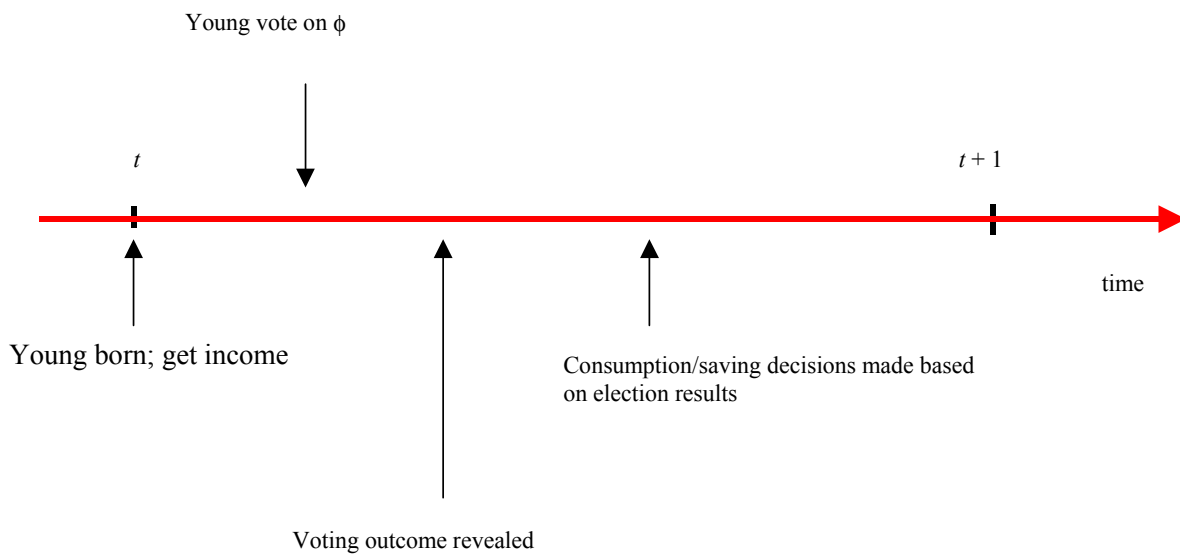 Young vote on ϕ
t
t + 1
time
Young born; get income
Consumption/saving decisions made based
on election results
Voting outcome revealed